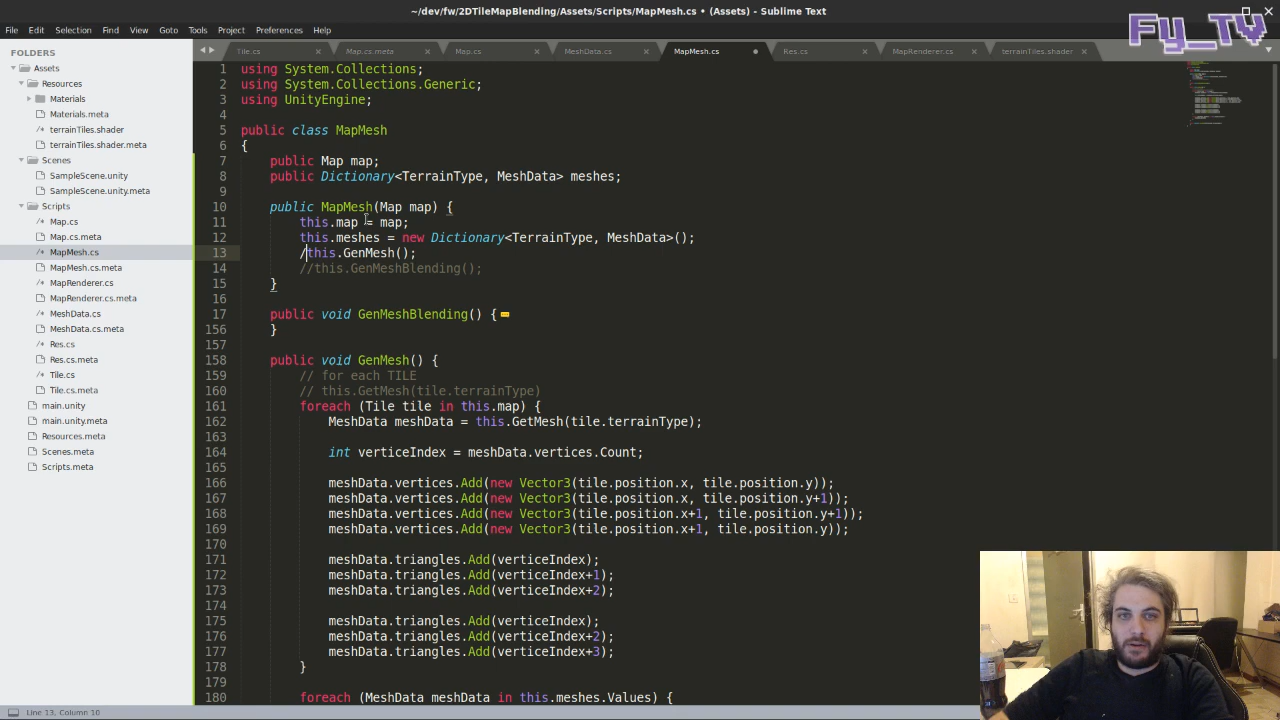 ~/dev/fw/2DTileMapBlending/Assets/Scripts/MapMesh.cs • (Assets) - Sublime Text
File Edit Selection Find View Goto Tools Project Preferences Help
Fy_TV
FOLDERS
Assets
Resources
Materials
Materials.meta
terrainTiles.shader
terrainTiles.shader.meta
Scenes
SampleScene.unity
SampleScene.unity.meta
Scripts
Map.cs
Map.cs.meta
MapMesh.cs
MapMesh.cs.meta
MapRenderer.cs
MapRenderer.cs.meta
MeshData.cs
MeshData.cs.meta
Res.cs
Res.cs.meta
Tile.cs
Tile.cs.meta
main.unity
main.unity.meta
Resources.meta
Scenes.meta
Scripts.meta
Tile.cs Map.cs.meta Map.cs MeshData.cs MapMesh.cs Res.cs MapRenderer.cs terrainTiles.shader
1 using System.Collections;
2 using System.Collections.Generic;
3 using UnityEngine;
4
5 public class MapMesh
6 {
7 public Map map;
8 public Dictionary<TerrainType, MeshData> meshes;
9
10 public MapMesh(Map map) {
11 this.map = map;
12 this.meshes = new Dictionary<TerrainType, MeshData>();
13 /this.GenMesh();
14 //this.GenMeshBlending();
15 }
16
17 public void GenMeshBlending() {
156 }
157
158 public void GenMesh() {
159 // for each TILE
160 // this.GetMesh(tile.terrainType)
161 foreach (Tile tile in this.map) {
162 MeshData meshData = this.GetMesh(tile.terrainType);
163
164 int verticeIndex = meshData.vertices.Count;
165
166 meshData.vertices.Add(new Vector3(tile.position.x, tile.position.y));
167 meshData.vertices.Add(new Vector3(tile.position.x, tile.position.y+1));
168 meshData.vertices.Add(new Vector3(tile.position.x+1, tile.position.y+1));
169 meshData.vertices.Add(new Vector3(tile.position.x+1, tile.position.y));
170
171 meshData.triangles.Add(verticeIndex);
172 meshData.triangles.Add(verticeIndex+1);
173 meshData.triangles.Add(verticeIndex+2);
174
175 meshData.triangles.Add(verticeIndex);
176 meshData.triangles.Add(verticeIndex+2);
177 meshData.triangles.Add(verticeIndex+3);
178 }
179
180 foreach (MeshData meshData in this.meshes.Values) {
Line 13, Column 10